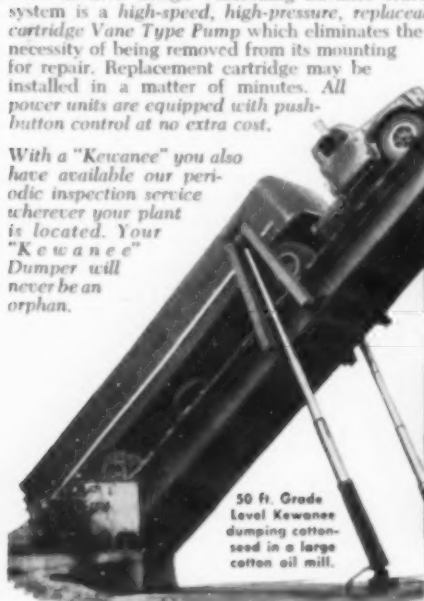 system is a high-speed, high-pressure, replacea
cartridge Vane Type Pump which eliminates the
necessity of being removed from its mounting
for repair. Replacement cartridge may be
installed in a matter of minutes. All
power units are equipped with push-
button control at no extra cost.
With a "Kewanee" you also
have available our peri-
odic inspection service
wherever your plant
is located. Your
"Kewanee"
Dumper will
never be an
orphan.
50 ft. Grade
Level Kewanee
dumping cotton-
seed in a large
cotton oil mill.